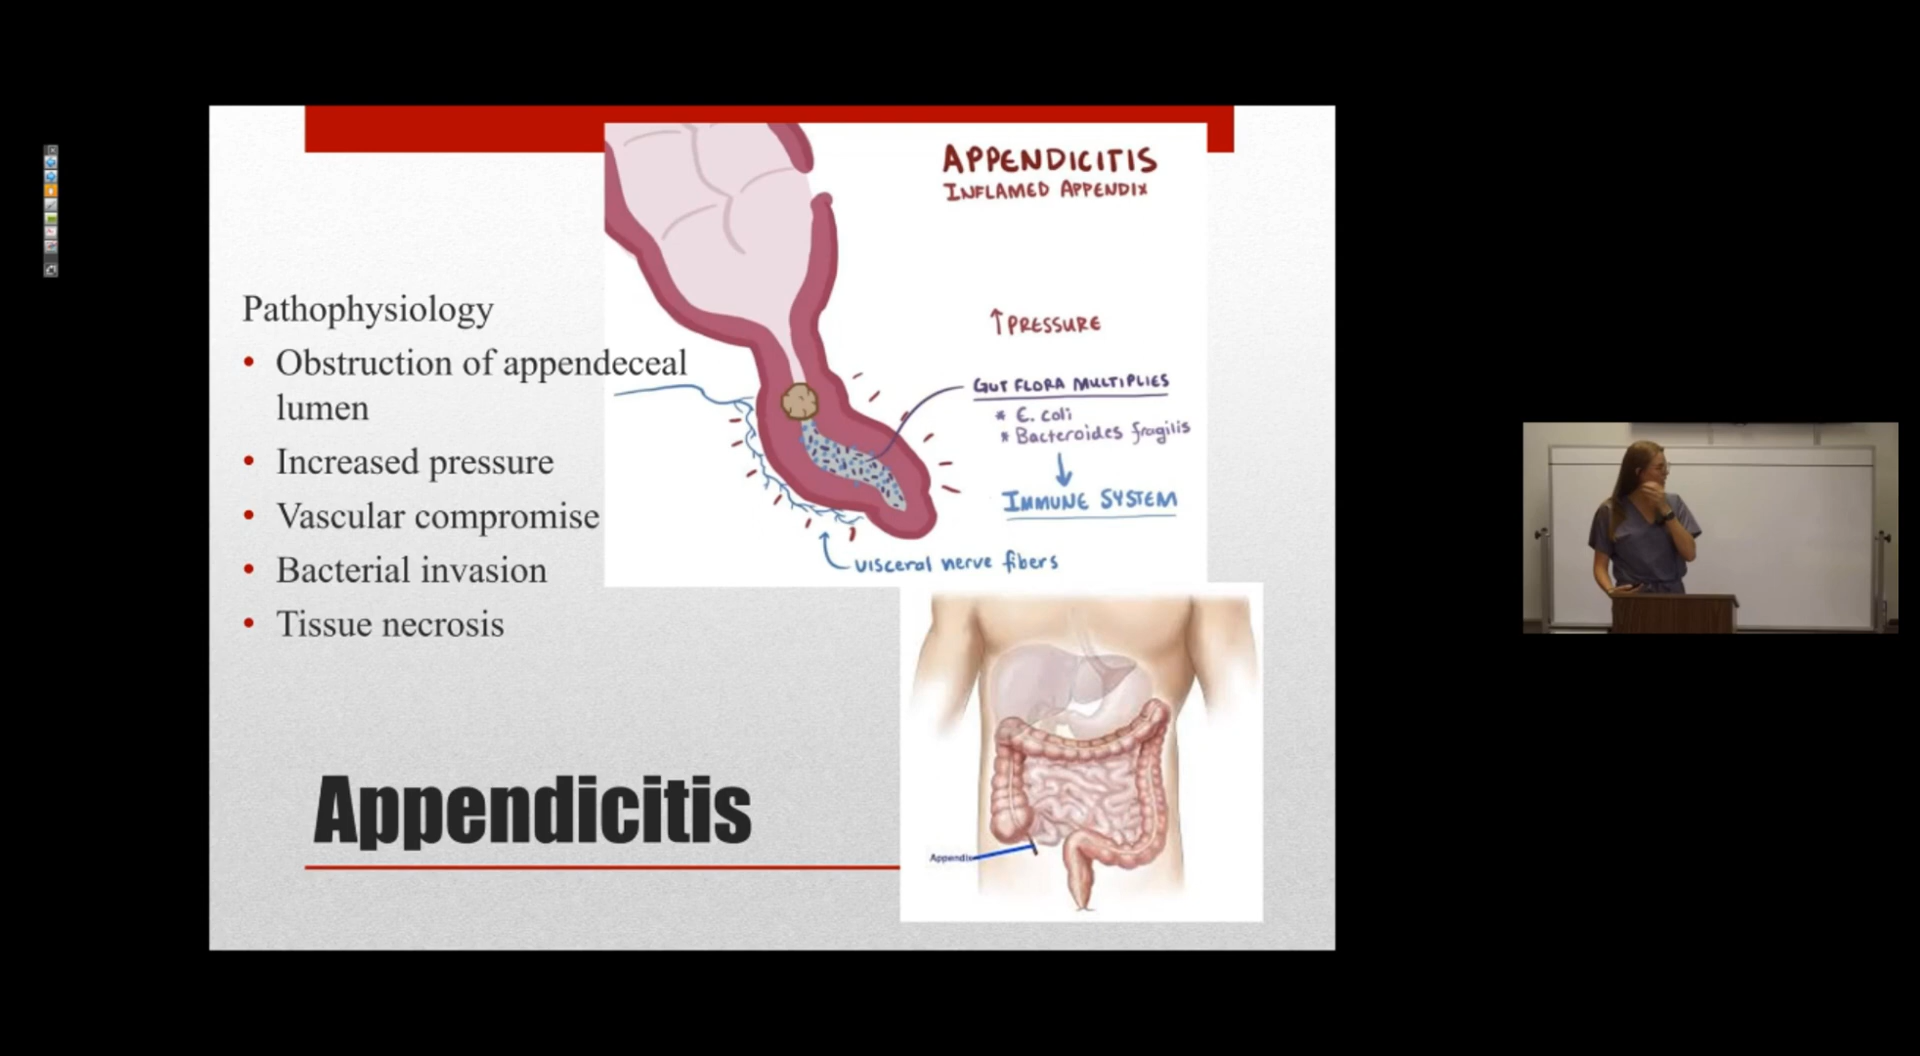 APPENDICITIS
INFLAMED APPENDIX
Pathophysiology
• Obstruction of appendeceal
lumen
• Increased pressure
• Vascular compromise
• Bacterial invasion
• Tissue necrosis
↑ PRESSURE
GUT FLORA MULTIPLIES
* E. coli
* Bacteroides fragilis
IMMUNE SYSTEM
visceral nerve fibers
Appendicitis
Appendix